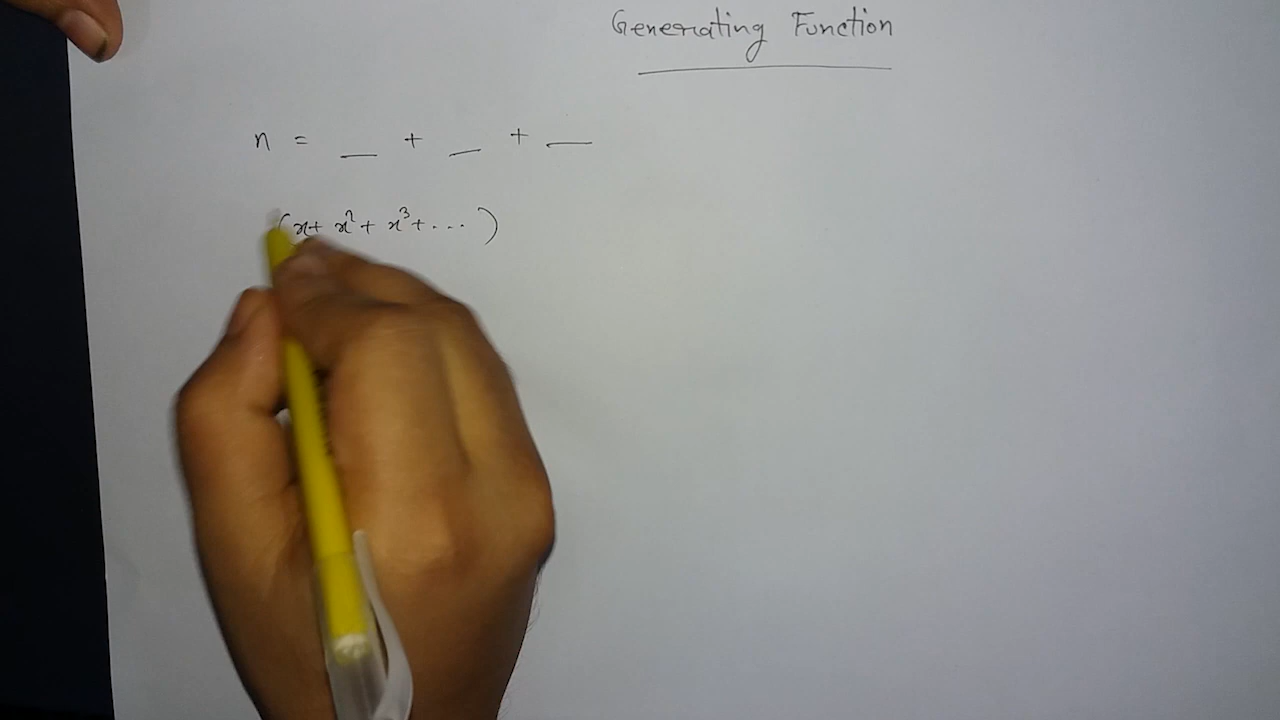 Generating Function
n = __ + __ + __
(x + x² + x³ + ... )